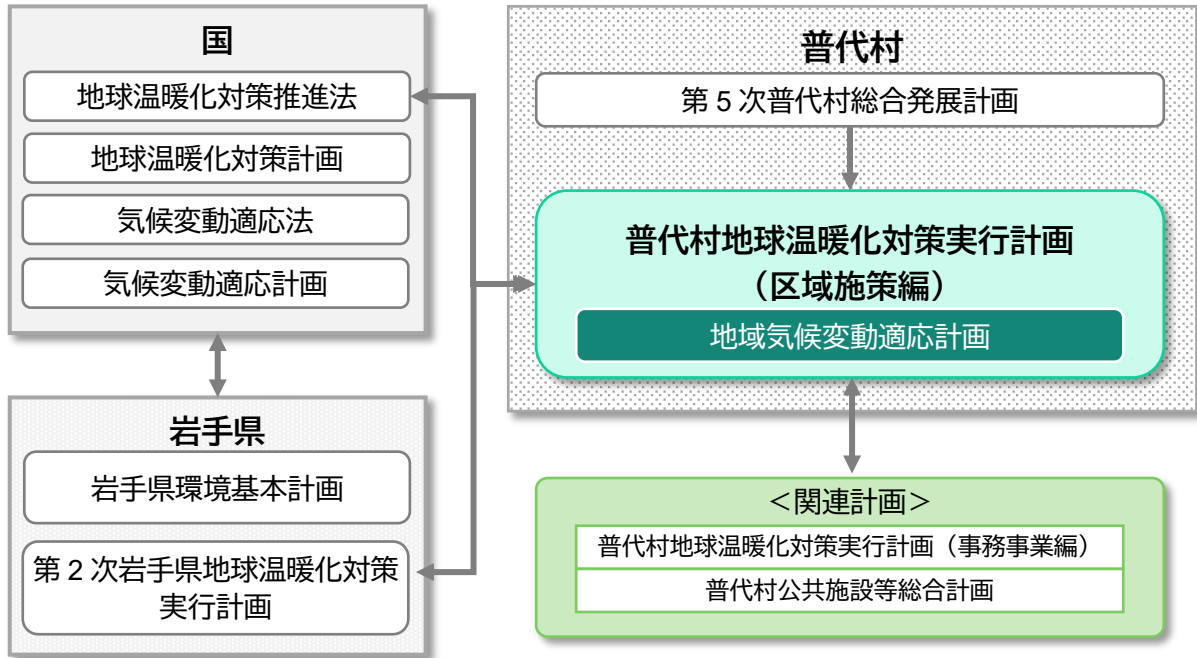 国
地球温暖化対策推進法
地球温暖化対策計画
気候変動適応法
気候変動適応計画
岩手県
岩手県環境基本計画
第2次岩手県地球温暖化対策
実行計画
普代村
第5次普代村総合発展計画
普代村地球温暖化対策実行計画
（区域施策編）
地域気候変動適応計画
＜関連計画＞
普代村地球温暖化対策実行計画（事務事業編）
普代村公共施設等総合計画